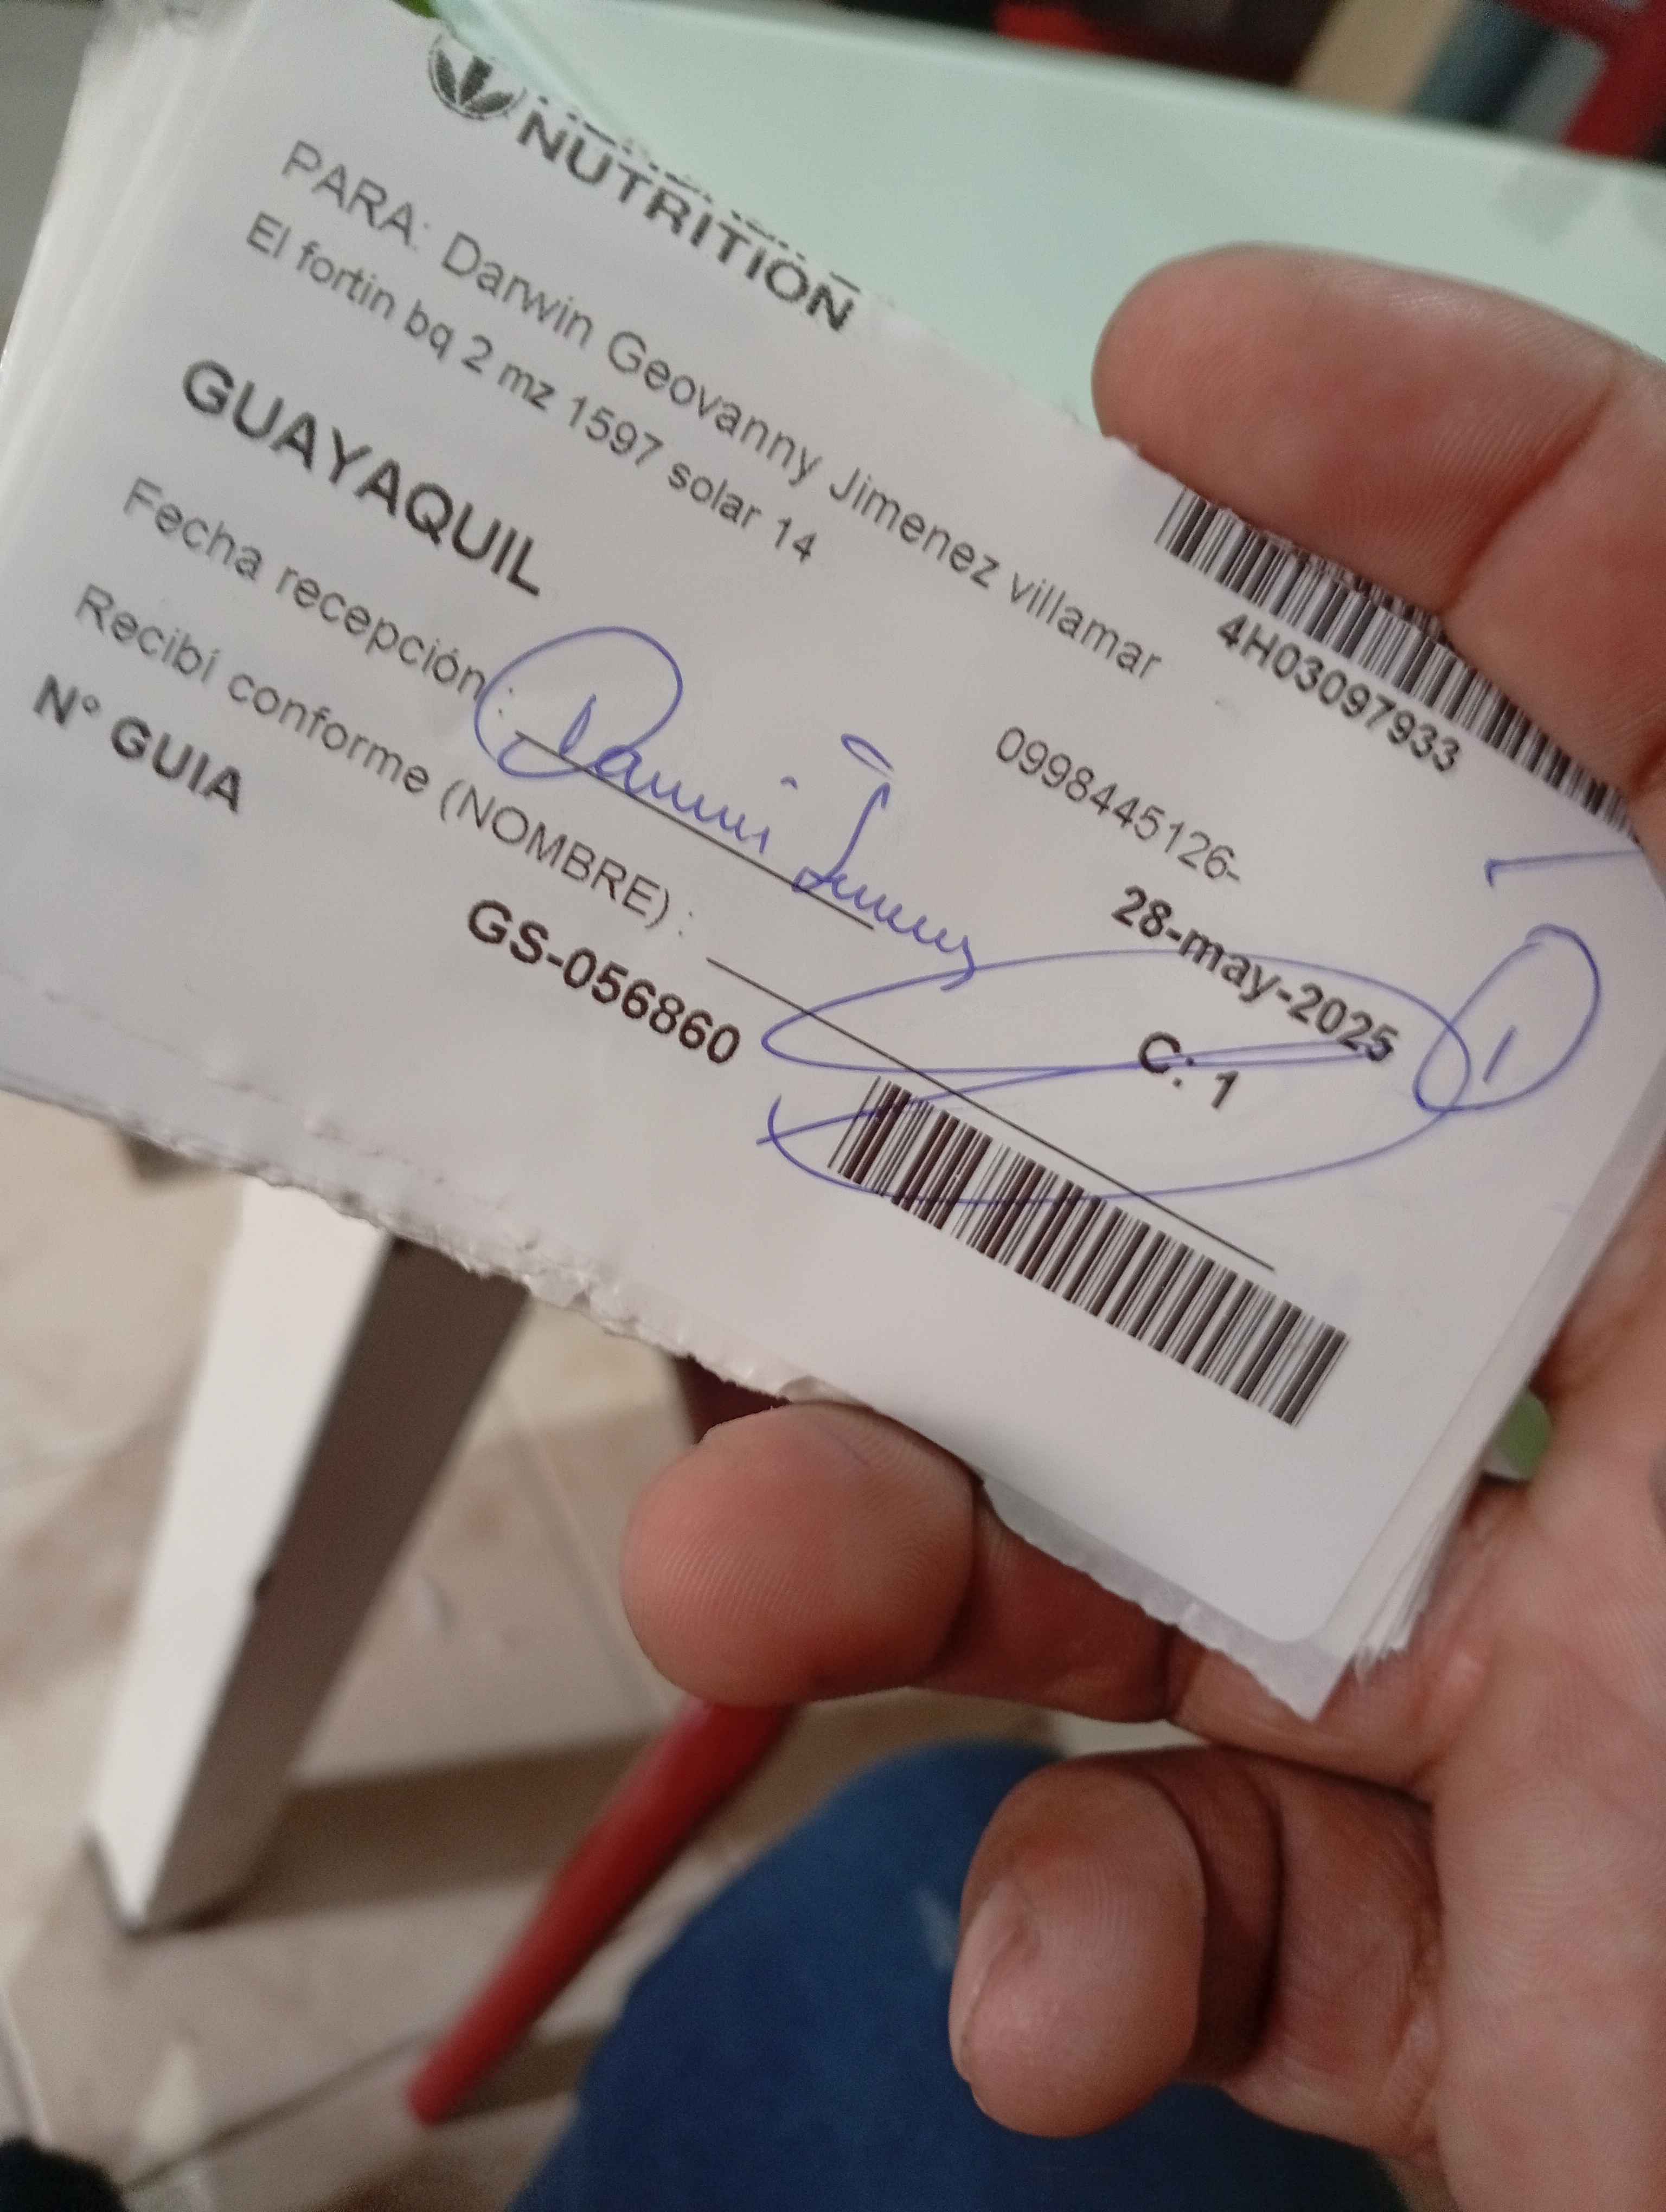 NUTRITION
4H03097933
PARA: Darwin Geovanny Jimenez villamar
El fortin bq 2 mz 1597 solar 14
0998445126-
GUAYAQUIL
28-may-2025
Fecha recepción :
C: 1
Recibí conforme (NOMBRE) :
N° GUIA
GS-056860